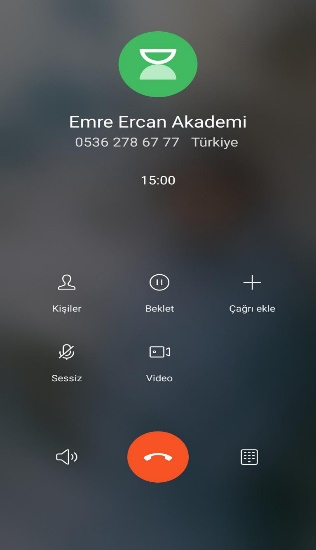 Emre Ercan Akademi
0536 278 67 77 Türkiye
15:00
Kişiler
Beklet
Çağrı ekle
Sessiz
Video